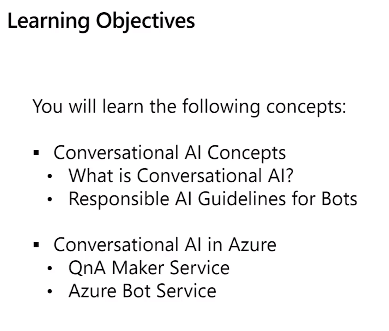 Learning Objectives
You will learn the following concepts:
▪ Conversational AI Concepts
• What is Conversational AI?
• Responsible AI Guidelines for Bots
▪ Conversational AI in Azure
• QnA Maker Service
• Azure Bot Service